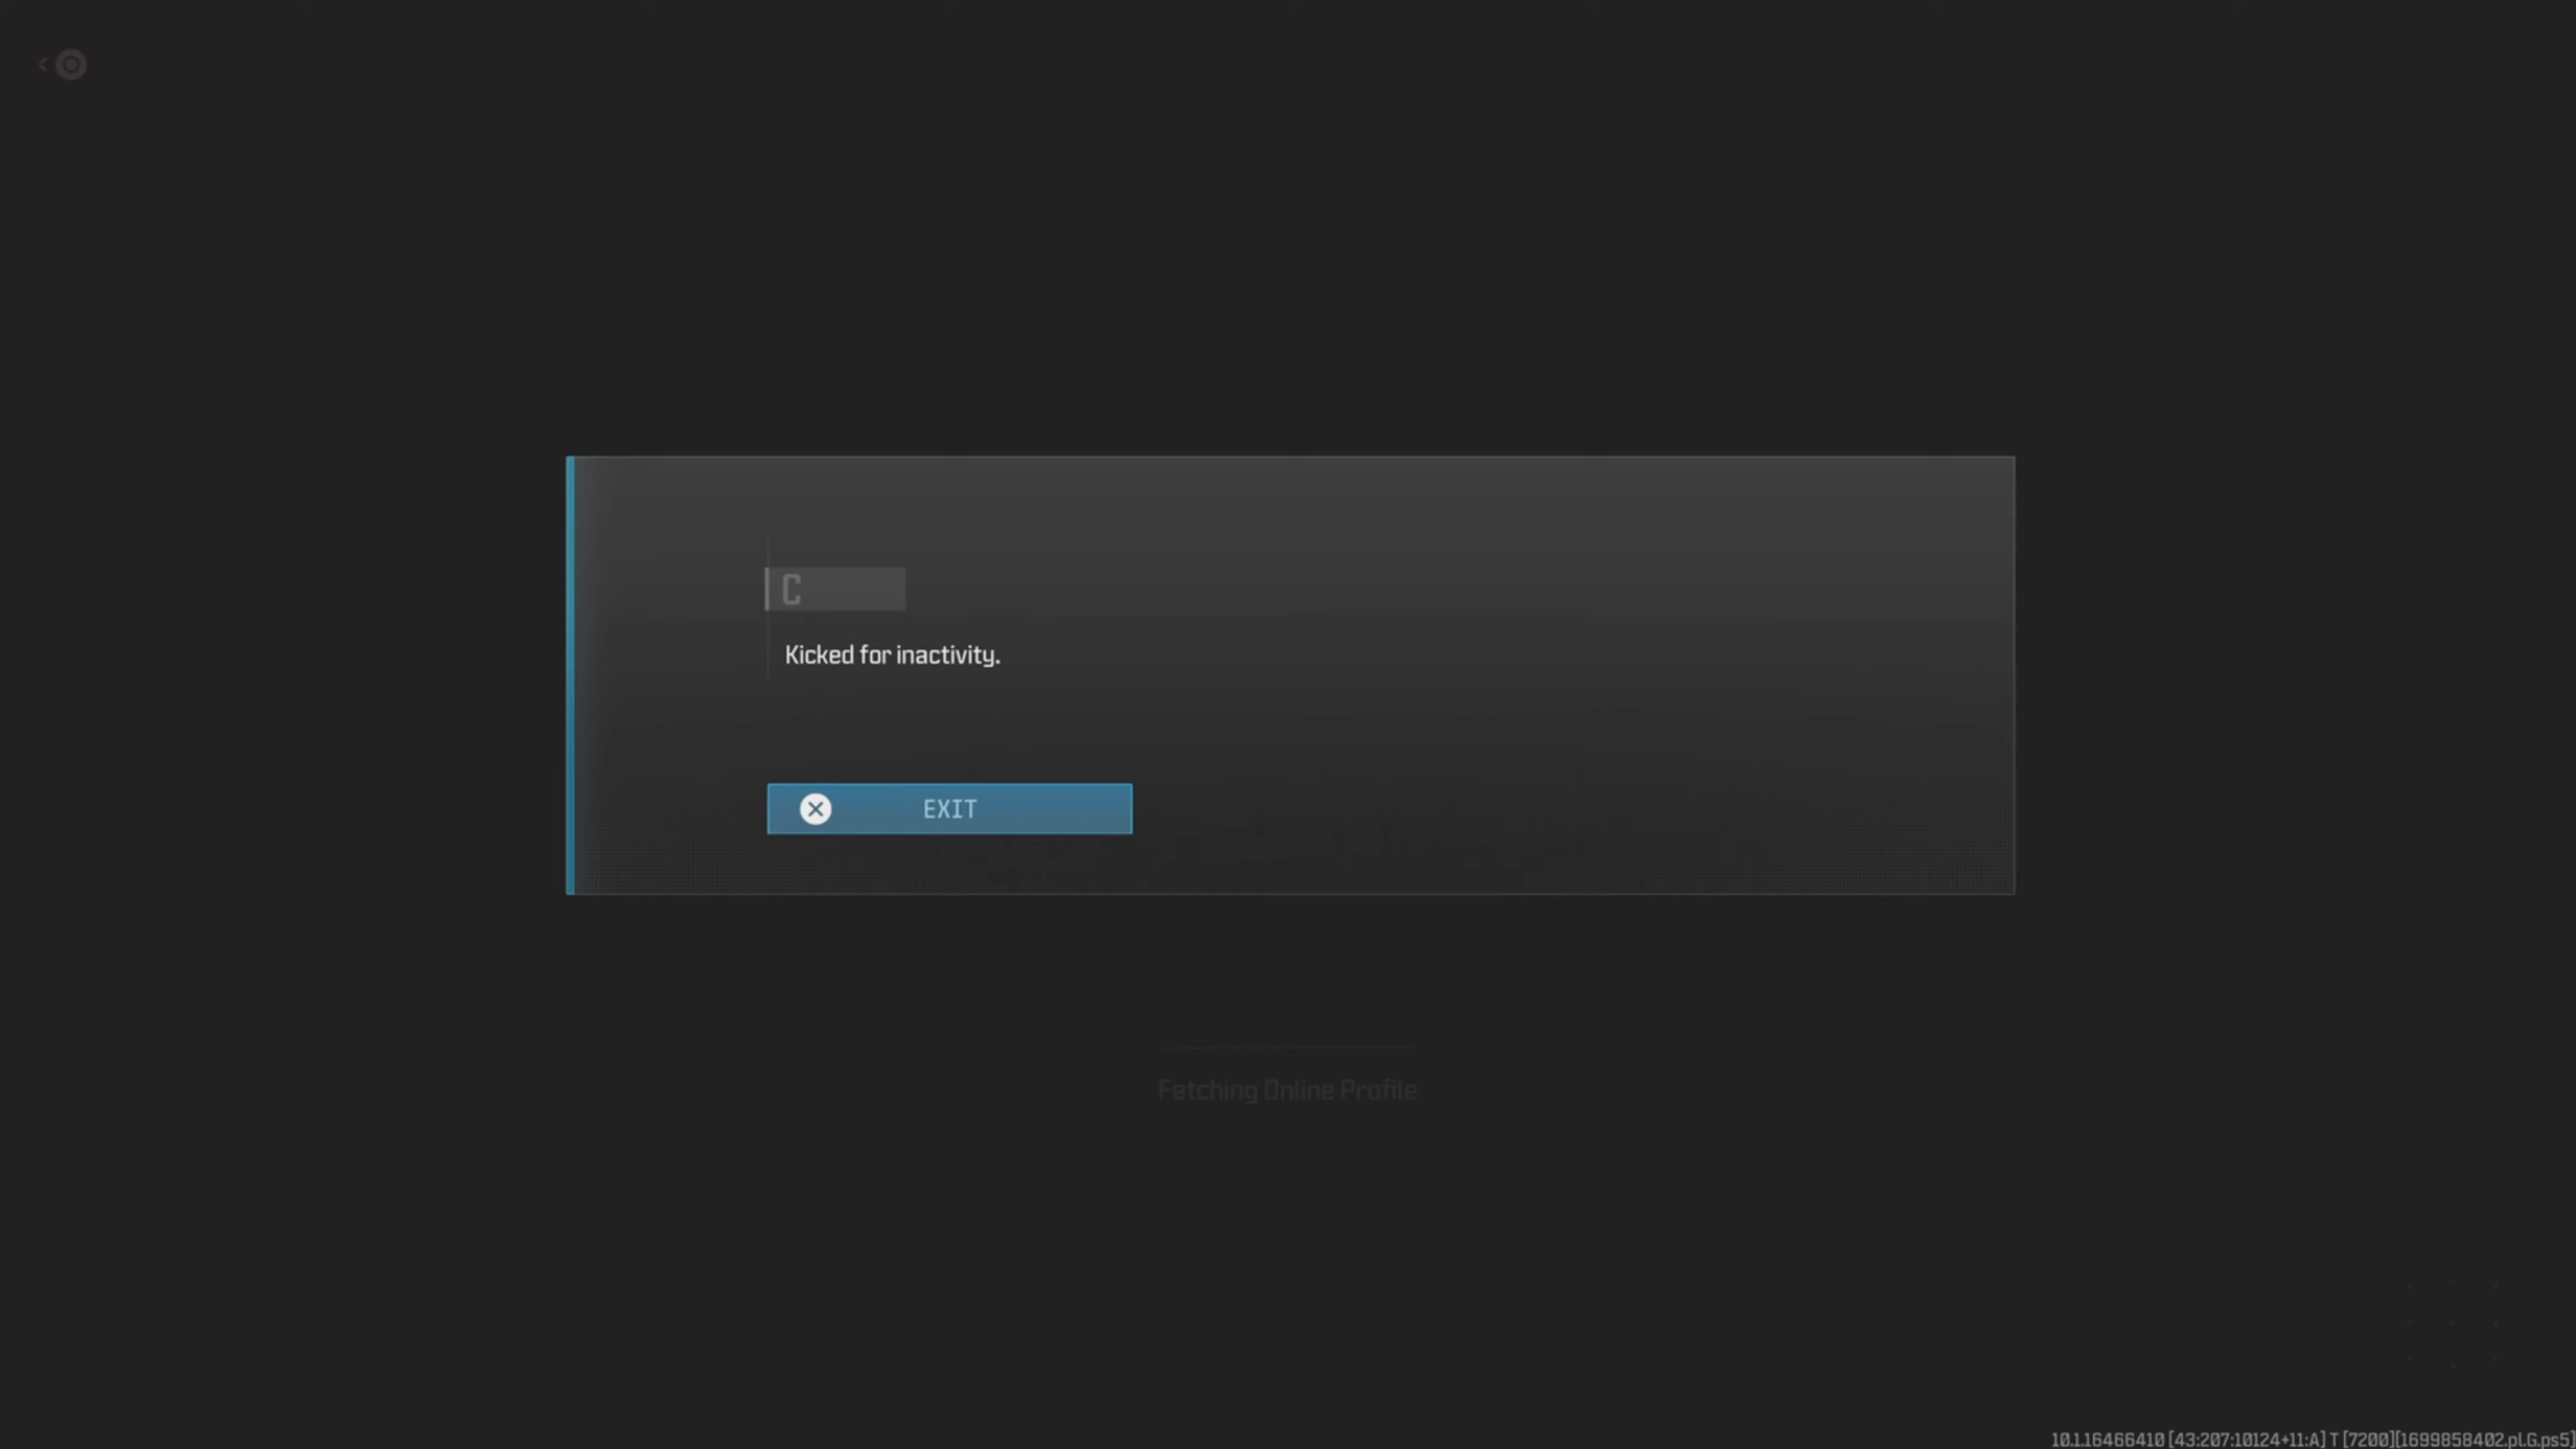 C
Kicked for inactivity.
EXIT
Fetching Online Profile
10.1.16466410 [43:207:10124+11:A] T [7200][1699858402.pl.G.ps5]